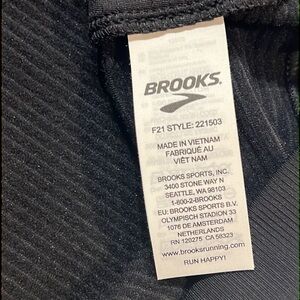 BROOKS
F21 STYLE: 221503
MADE IN VIETNAM
FABRIQUÉ AU
VIÊT NAM
BROOKS SPORTS, INC.
3400 STONE WAY N
SEATTLE, WA 98103
1-600-2-BROOKS
EU: BROOKS SPORTS B.V.
OLYMPISCH STADION 33
1076 DE AMSTERDAM
NETHERLANDS
RN 120275 CA 58323
www.brooksrunning.com
RUN HAPPY!